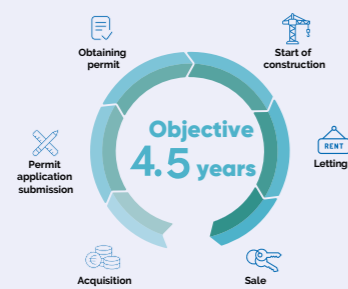 Obtaining
permit
Start of
construction
Objective
4.5 years
RENT
Letting
Permit
application
submission
Acquisition
Sale